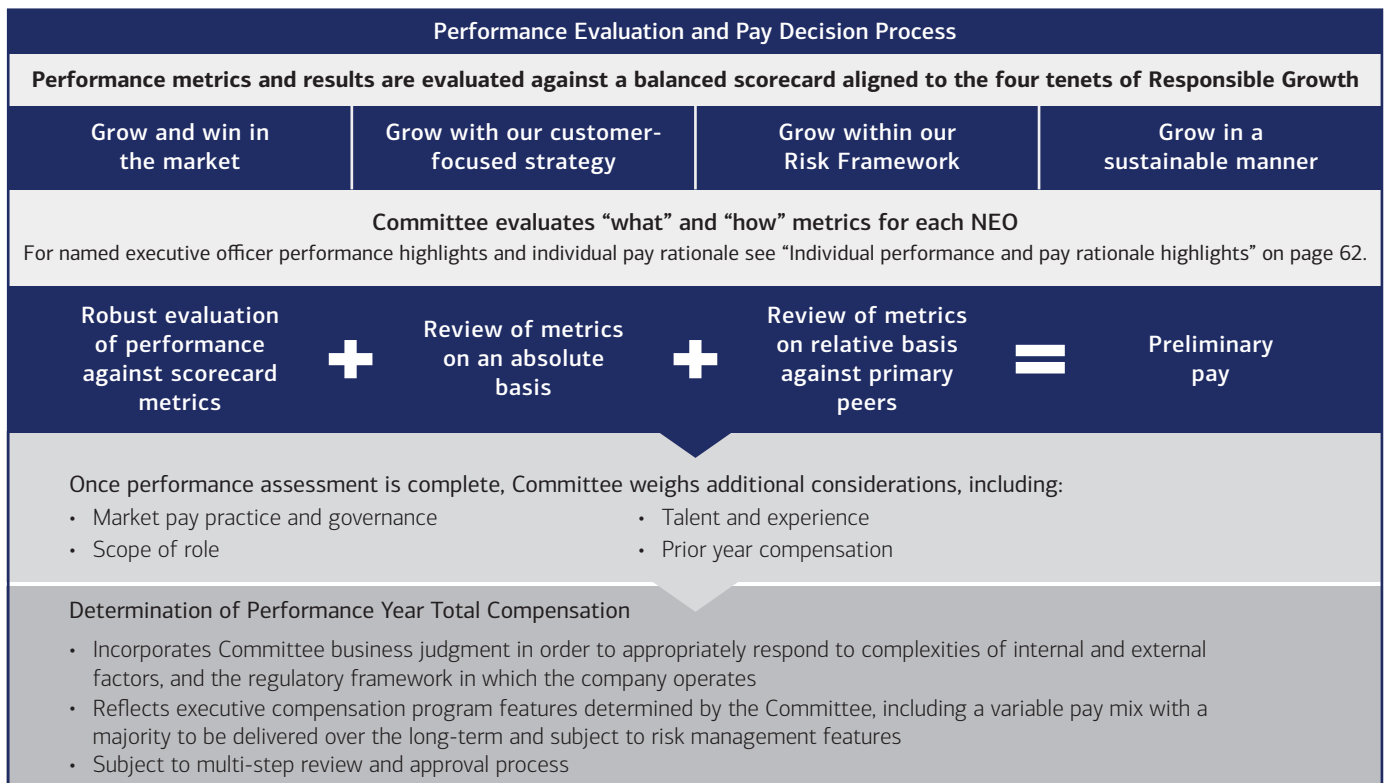 Performance Evaluation and Pay Decision Process
Performance metrics and results are evaluated against a balanced scorecard aligned to the four tenets of Responsible Growth
Grow and win in
the market
Grow with our customer-
focused strategy
Grow within our
Risk Framework
Grow in a
sustainable manner
Committee evaluates “what” and “how” metrics for each NEO
For named executive officer performance highlights and individual pay rationale see “Individual performance and pay rationale highlights” on page 62.
Robust evaluation
of performance
against scorecard
metrics
+
Review of metrics
on an absolute
basis
+
Review of metrics
on relative basis
against primary
peers
=
Preliminary
pay
Once performance assessment is complete, Committee weighs additional considerations, including:
• Market pay practice and governance
• Scope of role
• Talent and experience
• Prior year compensation
Determination of Performance Year Total Compensation
• Incorporates Committee business judgment in order to appropriately respond to complexities of internal and external
factors, and the regulatory framework in which the company operates
• Reflects executive compensation program features determined by the Committee, including a variable pay mix with a
majority to be delivered over the long-term and subject to risk management features
• Subject to multi-step review and approval process